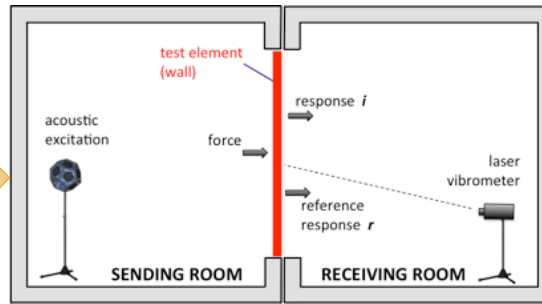 test element
(wall)
response i
acoustic
excitation
force
laser
vibrometer
reference
response r
SENDING ROOM
RECEIVING ROOM